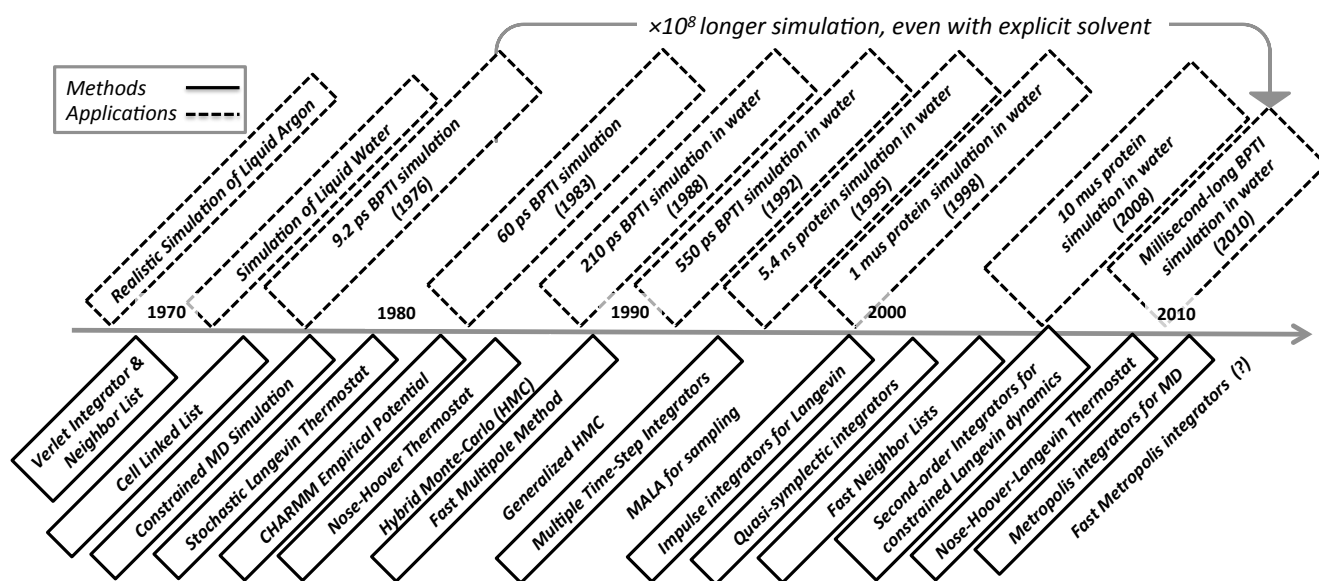 ×10⁸ longer simulation, even with explicit solvent
Methods
Applications
Realistic Simulation of Liquid Argon
Simulation of Liquid Water
9.2 ps BPTI simulation
(1976)
60 ps BPTI simulation
(1983)
210 ps BPTI simulation in water
(1988)
550 ps BPTI simulation in water
(1992)
5.4 ns protein simulation in water
(1995)
1 mus protein simulation in water
(1998)
10 mus protein
simulation in water
(2008)
Millisecond-long BPTI
simulation in water
(2010)
1970
1980
1990
2000
2010
Verlet Integrator &
Neighbor List
Cell Linked List
Constrained MD Simulation
Stochastic Langevin Thermostat
CHARMM Empirical Potential
Nose-Hoover Thermostat
Hybrid Monte-Carlo (HMC)
Fast Multipole Method
Generalized HMC
Multiple Time-Step Integrators
MALA for sampling
Impulse integrators for Langevin
Quasi-symplectic integrators
Fast Neighbor Lists
Second-order Integrators for
constrained Langevin dynamics
Nose-Hoover-Langevin Thermostat
Metropolis integrators for MD
Fast Metropolis integrators (?)